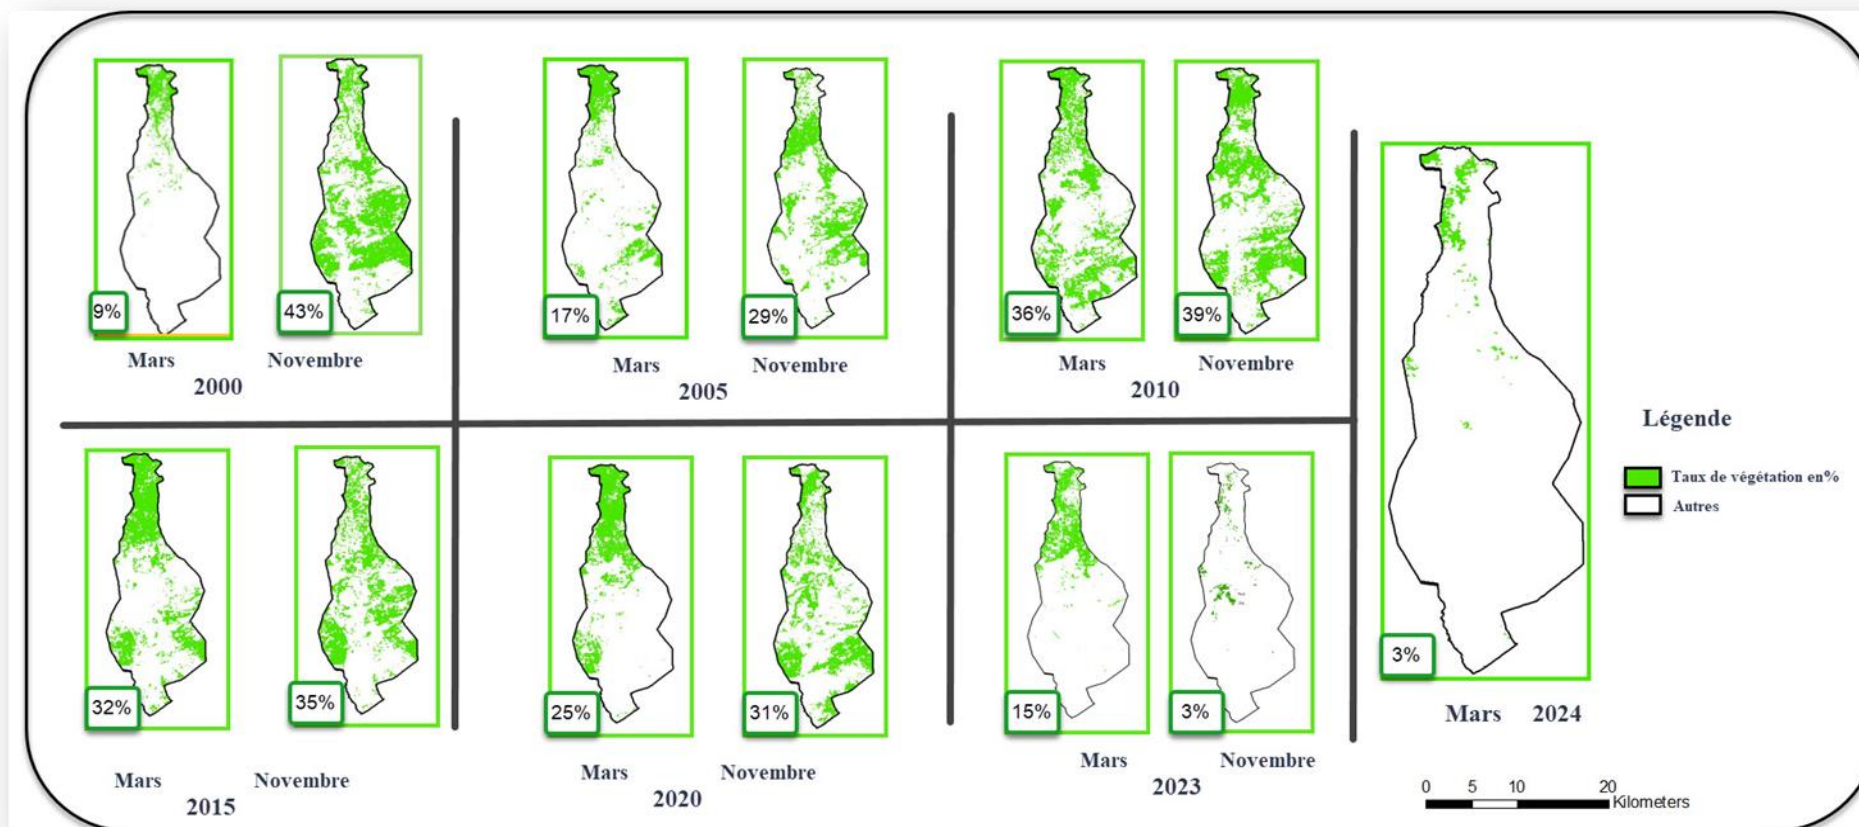 9%
43%
Mars
Novembre
2000
17%
29%
Mars
Novembre
2005
36%
39%
Mars
Novembre
2010
32%
35%
Mars
Novembre
2015
25%
31%
Mars
Novembre
2020
15%
3%
Mars
Novembre
2023
3%
Mars 2024
Légende
Taux de végétation en%
Autres
0 5 10 20
Kilometers